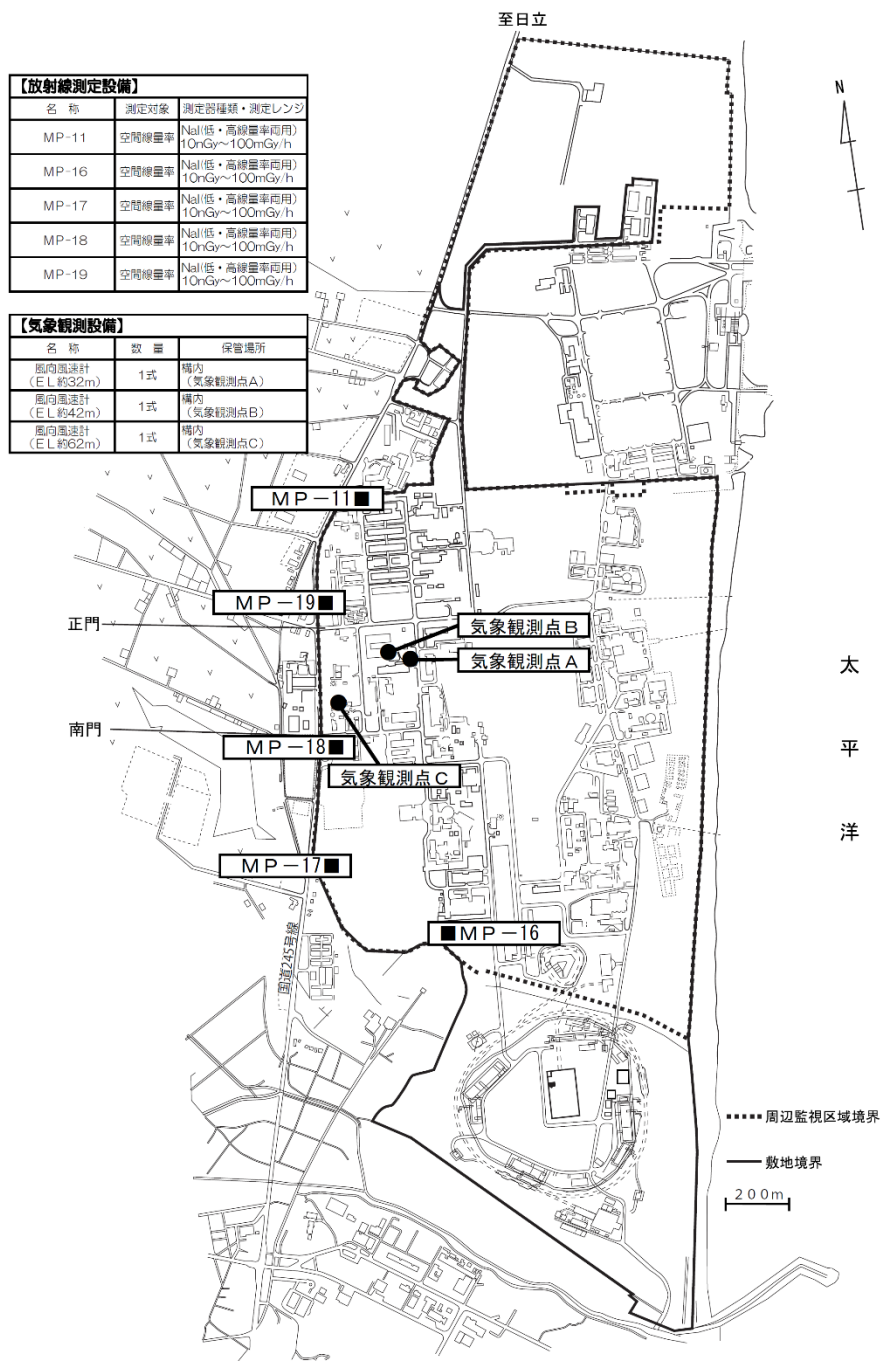 至日立
【放射線測定設備】
名 称 測定対象 測定器種類・測定レンジ
MP-11 空間線量率 NaI(低・高線量率両用) 10nGy～100mGy/h
MP-16 空間線量率 NaI(低・高線量率両用) 10nGy～100mGy/h
MP-17 空間線量率 NaI(低・高線量率両用) 10nGy～100mGy/h
MP-18 空間線量率 NaI(低・高線量率両用) 10nGy～100mGy/h
MP-19 空間線量率 NaI(低・高線量率両用) 10nGy～100mGy/h
N
【気象観測設備】
名 称 数 量 保管場所
風向風速計 (EL約32m) 1式 構内 (気象観測点A)
風向風速計 (EL約42m) 1式 構内 (気象観測点B)
風向風速計 (EL約62m) 1式 構内 (気象観測点C)
MP-11■
MP-19■
正門
気象観測点B
気象観測点A
南門
MP-18■
気象観測点C
太平洋
MP-17■
■MP-16
国道245号線
周辺監視区域境界
敷地境界
200m